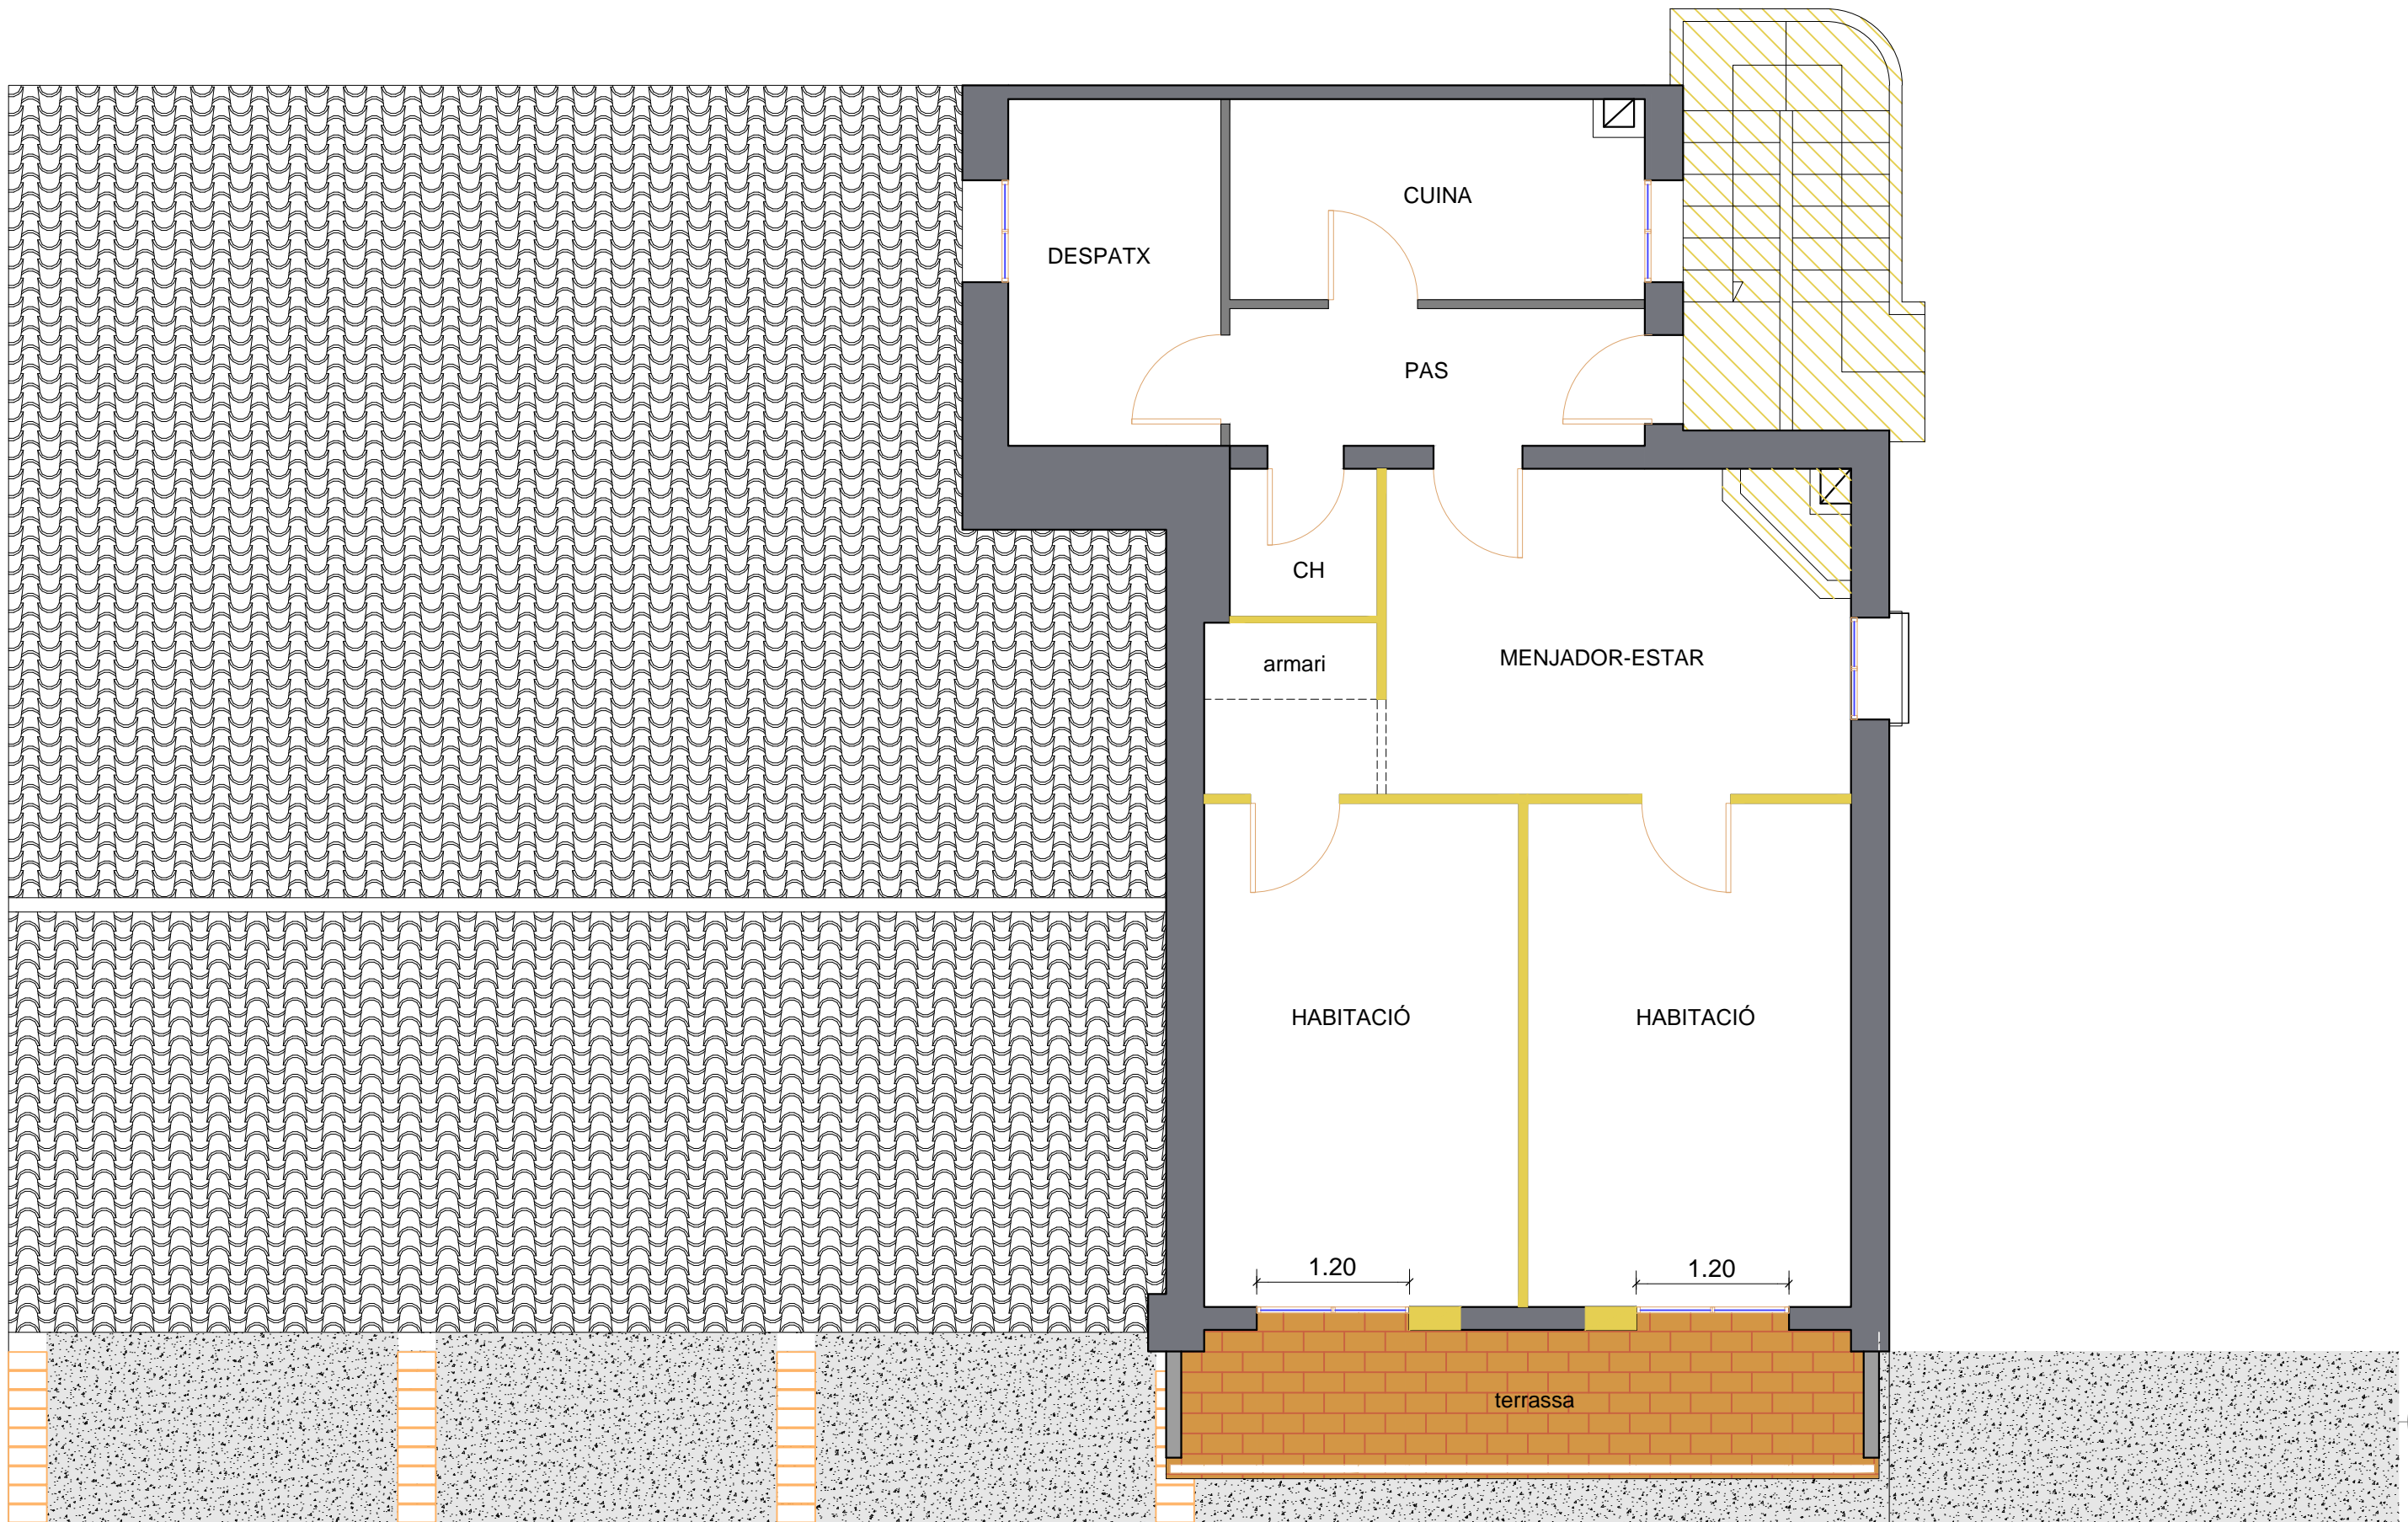 CUINA
DESPATX
PAS
CH
MENJADOR-ESTAR
armari
HABITACIÓ
HABITACIÓ
1.20
1.20
terrassa